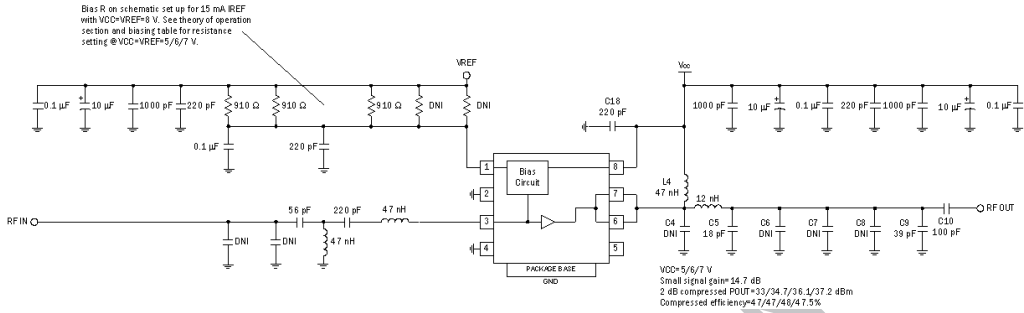 Bias R on schematic set up for 15 mA IREF
with VCC=VREF=8 V. See theory of operation
section and biasing table for resistance
setting @ VCC=VREF=5/6/7 V.
VREF
0.1 µF
+
10 µF
1000 pF
220 pF
910 Ω
910 Ω
910 Ω
DNI
DNI
0.1 µF
220 pF
VCC
C18
220 pF
1000 pF
10 µF
+
0.1 µF
220 pF
1000 pF
10 µF
+
0.1 µF
1
Bias
Circuit
8
2
7
3
6
4
5
PACKAGE BASE
GND
L4
47 nH
12 nH
RF IN
DNI
DNI
56 pF
220 pF
47 nH
47 nH
C4
DNI
C5
18 pF
C6
DNI
C7
DNI
C8
DNI
C9
39 pF
C10
100 pF
RF OUT
VCC=5/6/7 V
Small signal gain=14.7 dB
2 dB compressed POUT=33/34.7/36.1/37.2 dBm
Compressed efficiency=47/47/48/47.5%